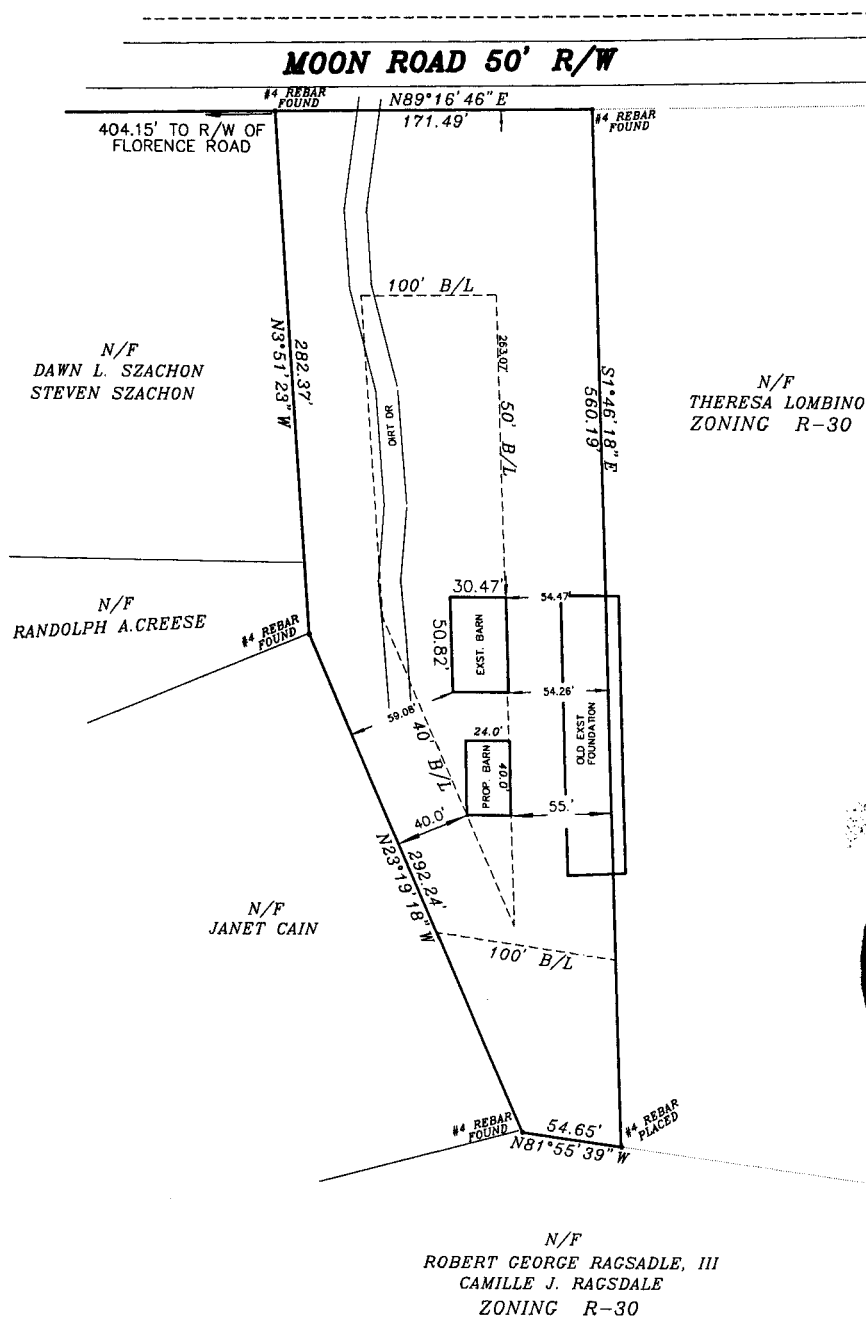 MOON ROAD 50' R/W
#4 REBAR
FOUND
N89°16'46"E
171.49'
#4 REBAR
FOUND
404.15' TO R/W OF
FLORENCE ROAD
100' B/L
N/F
DAWN L. SZACHON
STEVEN SZACHON
N3°51'23"W
282.37'
263.07'
50' B/L
DIRT DR
S1°46'18"E
560.19'
N/F
THERESA LOMBINO
ZONING R-30
N/F
RANDOLPH A.CREESE
#4 REBAR
FOUND
30.47'
50.82'
EXST. BARN
54.47'
54.26'
OLD EXST
FOUNDATION
59.08'
40' B/L
24.0'
PROP. BARN
40.0'
55.'
40.0'
N23°19'18"W
292.24'
N/F
JANET CAIN
100' B/L
#4 REBAR
FOUND
54.65'
N81°55'39"W
#4 REBAR
PLACED
N/F
ROBERT GEORGE RAGSADLE, III
CAMILLE J. RAGSDALE
ZONING R-30